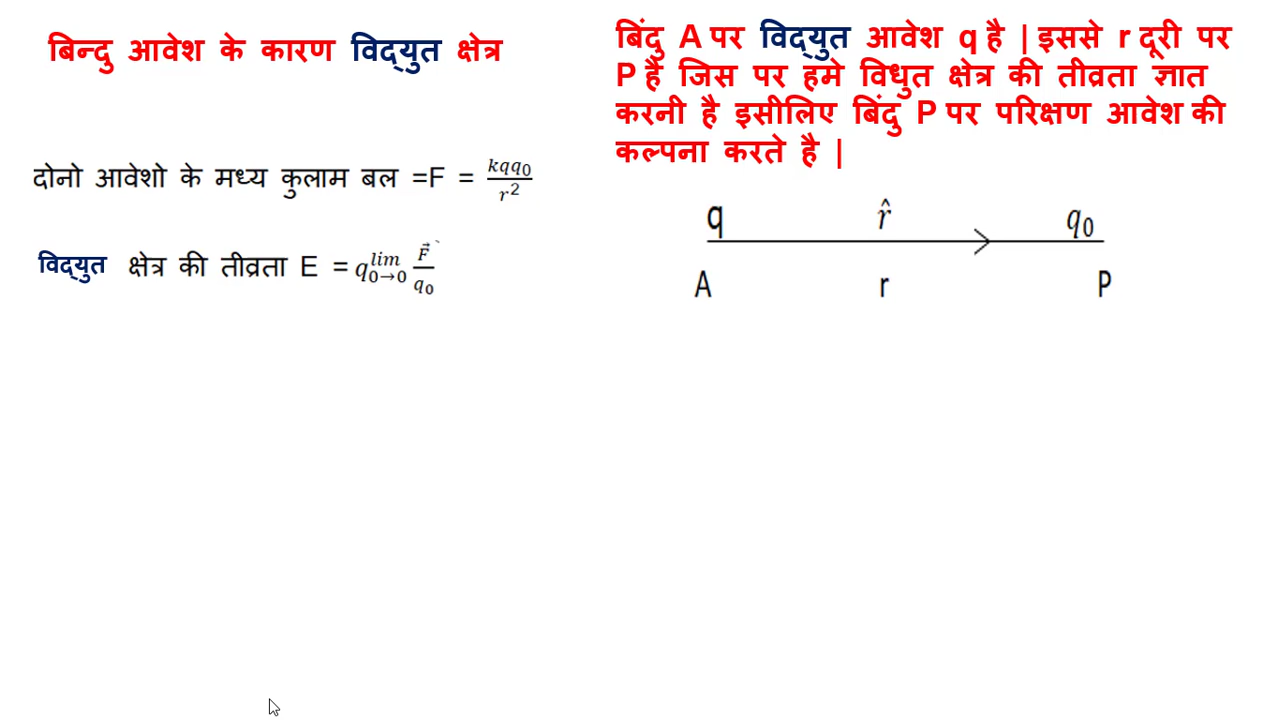 बिन्दु आवेश के कारण विद्युत क्षेत्र
दोनो आवेशो के मध्य कुलाम बल =F = kqq₀/r²
विद्युत क्षेत्र की तीव्रता E = q lim 0→0 F⃗/q₀
बिंदु A पर विद्युत आवेश q है | इससे r दूरी पर
P है जिस पर हमे विधुत क्षेत्र की तीव्रता ज्ञात
करनी है इसीलिए बिंदु P पर परिक्षण आवेश की
कल्पना करते है |
q r̂ q₀
A r P